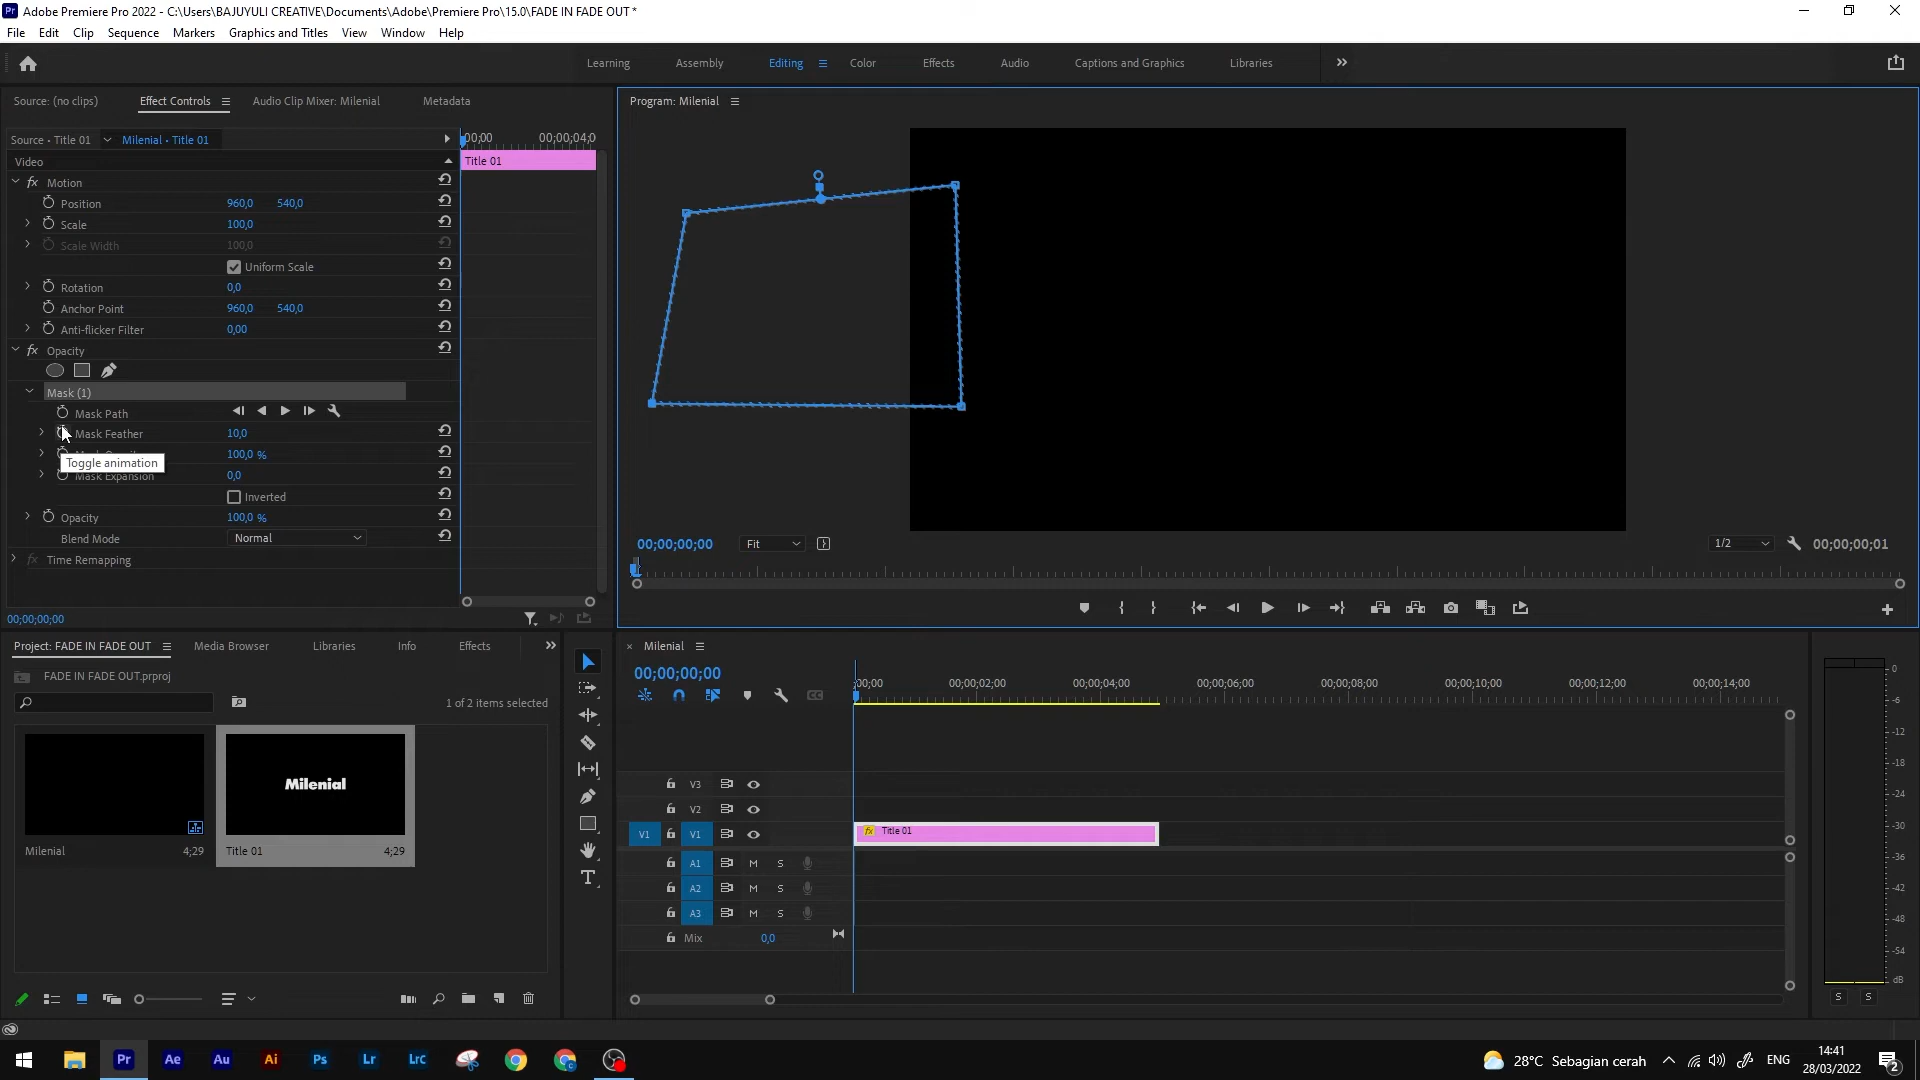 Adobe Premiere Pro 2022 - C:\Users\BAJUYULI CREATIVE\Documents\Adobe\Premiere Pro\15.0\FADE IN FADE OUT *
File Edit Clip Sequence Markers Graphics and Titles View Window Help
Learning Assembly Editing Color Effects Audio Captions and Graphics Libraries
Source: (no clips) Effect Controls Audio Clip Mixer: Milenial Metadata
Program: Milenial
Source • Title 01 Milenial • Title 01
00;00 00;00;04;0
Video
Title 01
fx Motion
Position 960,0 540,0
Scale 100,0
Scale Width 100,0
Uniform Scale
Rotation 0,0
Anchor Point 960,0 540,0
Anti-flicker Filter 0,00
fx Opacity
Mask (1)
Mask Path
Mask Feather 10,0
100,0 %
Toggle animation
Mask Expansion 0,0
Inverted
Opacity 100,0 %
Blend Mode Normal
fx Time Remapping
00;00;00;00
00;00;00;00 Fit 1/2 00;00;00;01
Project: FADE IN FADE OUT Media Browser Libraries Info Effects
FADE IN FADE OUT.prproj
1 of 2 items selected
Milenial
Milenial 4;29
Title 01 4;29
Milenial
00;00;00;00
;00;00 00;00;02;00 00;00;04;00 00;00;06;00 00;00;08;00 00;00;10;00 00;00;12;00 00;00;14;00
V3
V2
V1 V1 fx Title 01
A1 M S
A2 M S
A3 M S
Mix 0,0
0
-6
-12
-18
-24
-30
-36
-42
-48
-54
dB
S S
Pr Ae Au Ai Ps Lr LrC
28°C Sebagian cerah ENG
14:41
28/03/2022
2